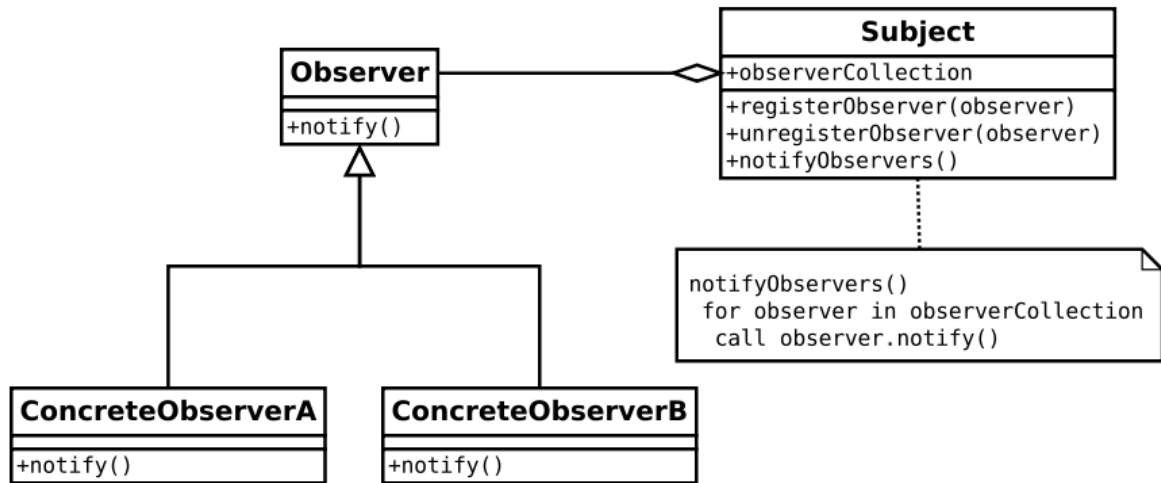 Subject
+observerCollection
+registerObserver(observer)
+unregisterObserver(observer)
+notifyObservers()
Observer
+notify()
notifyObservers()
for observer in observerCollection
call observer.notify()
ConcreteObserverA
+notify()
ConcreteObserverB
+notify()